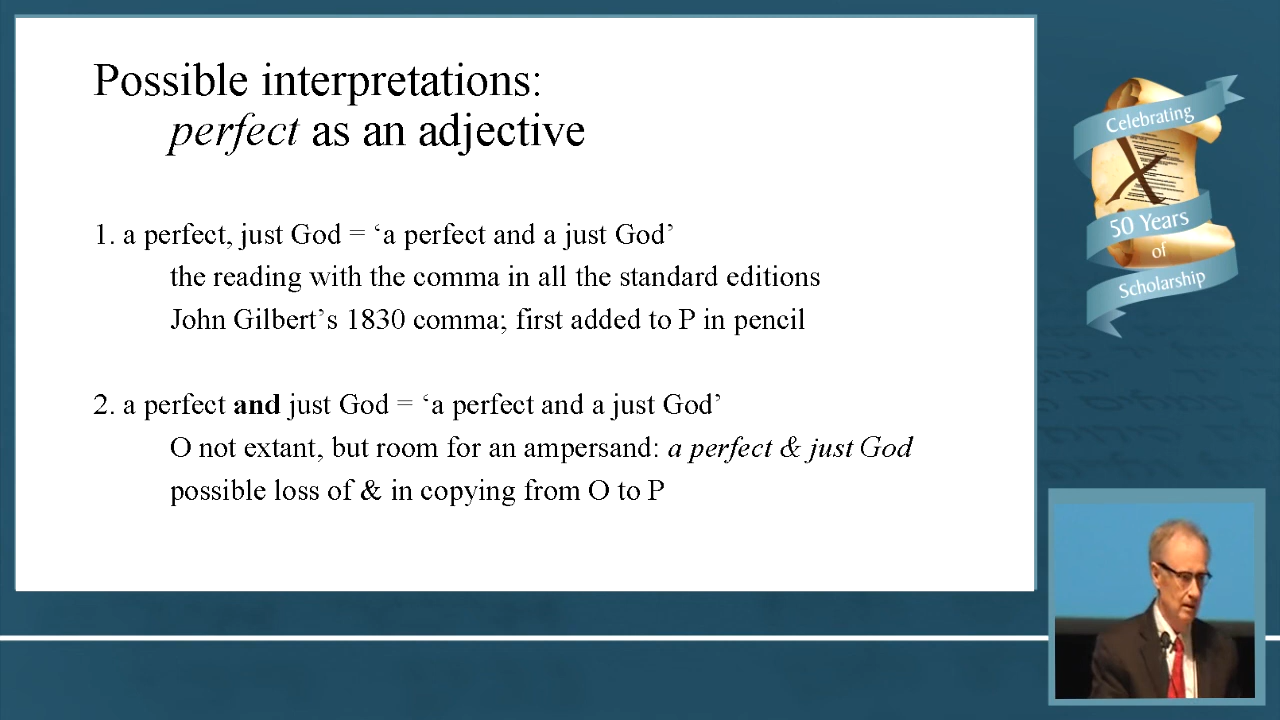 Possible interpretations:
perfect as an adjective
1. a perfect, just God = ‘a perfect and a just God’
the reading with the comma in all the standard editions
John Gilbert’s 1830 comma; first added to P in pencil
2. a perfect and just God = ‘a perfect and a just God’
O not extant, but room for an ampersand: a perfect & just God
possible loss of & in copying from O to P
Celebrating
50 Years
of
Scholarship